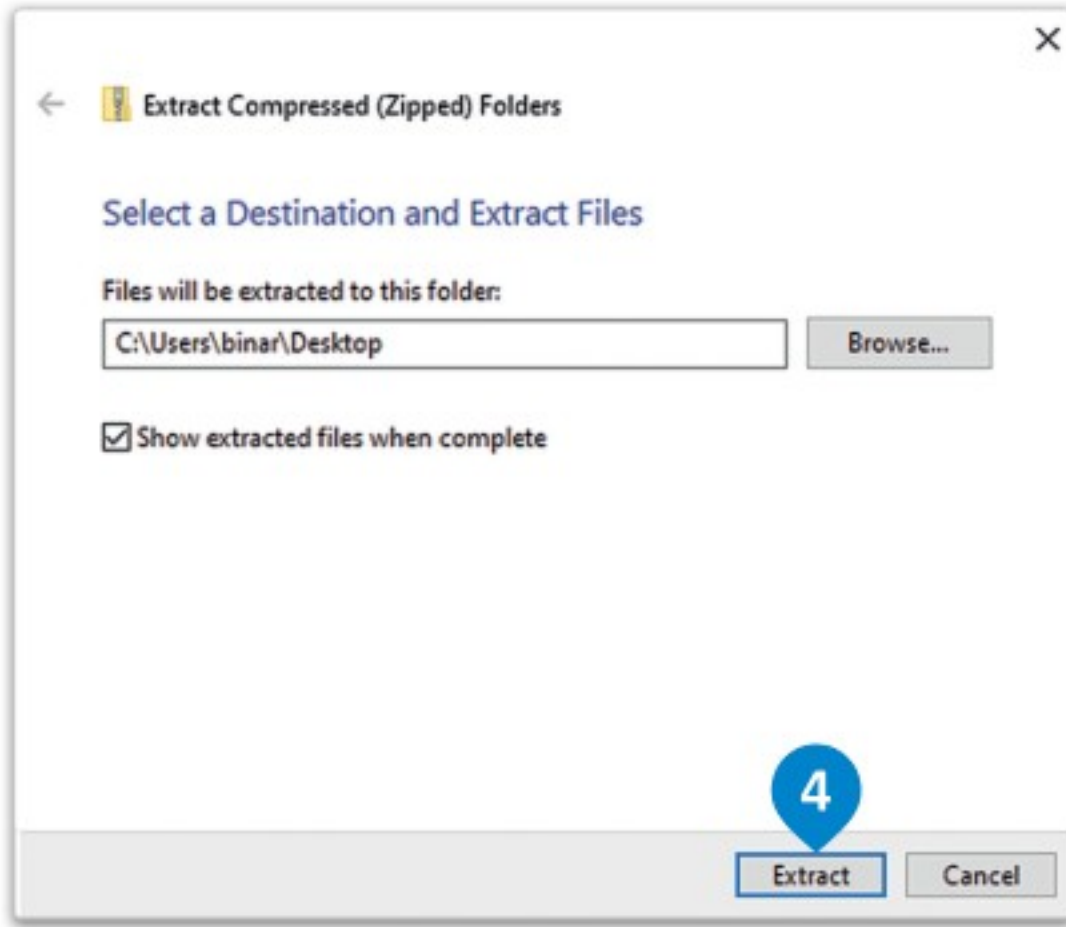 Extract Compressed (Zipped) Folders
Select a Destination and Extract Files
Files will be extracted to this folder:
C:\Users\binar\Desktop
Browse...
Show extracted files when complete
4
Extract
Cancel